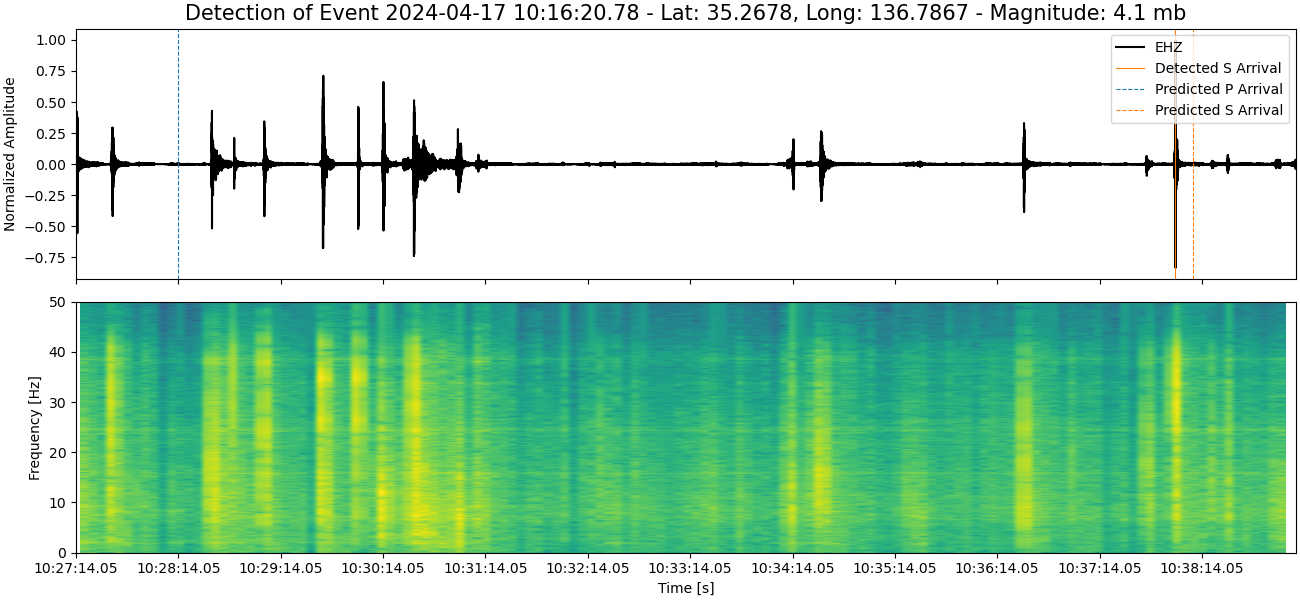 Detection of Event 2024-04-17 10:16:20.78 - Lat: 35.2678, Long: 136.7867 - Magnitude: 4.1 mb
Normalized Amplitude
1.00
0.75
0.50
0.25
0.00
−0.25
−0.50
−0.75
EHZ
Detected S Arrival
Predicted P Arrival
Predicted S Arrival
Frequency [Hz]
50
40
30
20
10
0
10:27:14.05 10:28:14.05 10:29:14.05 10:30:14.05 10:31:14.05 10:32:14.05 10:33:14.05 10:34:14.05 10:35:14.05 10:36:14.05 10:37:14.05 10:38:14.05
Time [s]